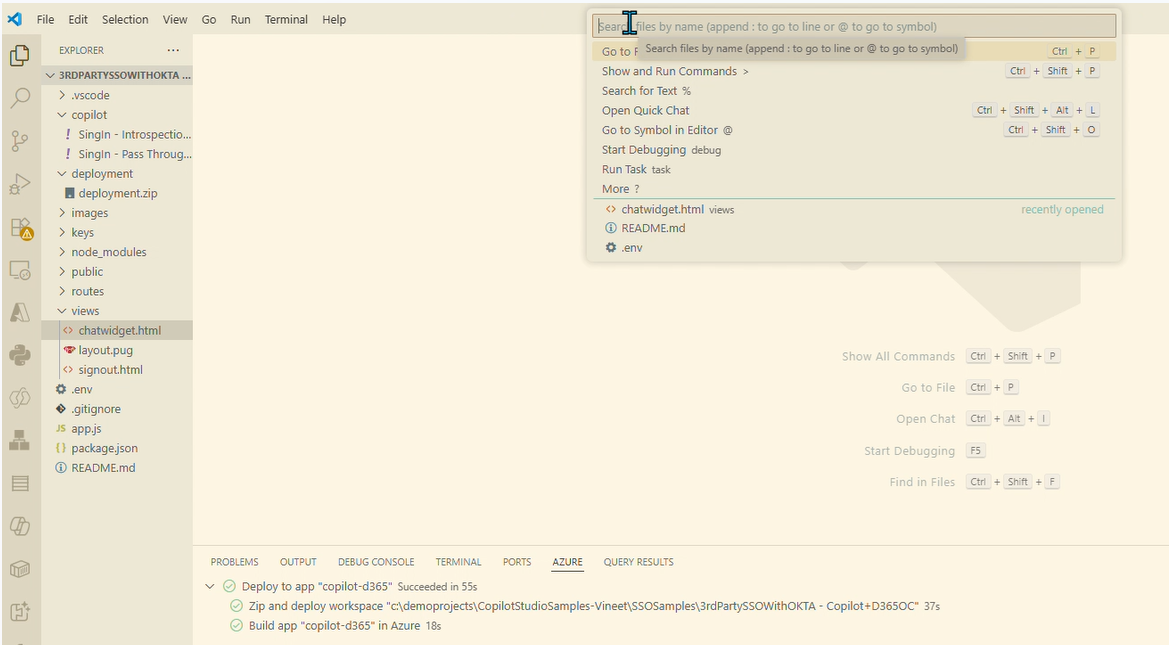 File Edit Selection View Go Run Terminal Help
Search files by name (append : to go to line or @ to go to symbol)
Go to F Ctrl + P
Search files by name (append : to go to line or @ to go to symbol)
Show and Run Commands > Ctrl + Shift + P
Search for Text %
Open Quick Chat Ctrl + Shift + Alt + L
Go to Symbol in Editor @ Ctrl + Shift + O
Start Debugging debug
Run Task task
More ?
chatwidget.html views recently opened
README.md
.env
EXPLORER ...
3RDPARTYSSOWITHOKTA ...
.vscode
copilot
! SingIn - Introspectio...
! SingIn - Pass Throug...
deployment
deployment.zip
images
keys
node_modules
public
routes
views
<> chatwidget.html
layout.pug
<> signout.html
.env
.gitignore
JS app.js
{} package.json
README.md
Show All Commands Ctrl + Shift + P
Go to File Ctrl + P
Open Chat Ctrl + Alt + I
Start Debugging F5
Find in Files Ctrl + Shift + F
PROBLEMS OUTPUT DEBUG CONSOLE TERMINAL PORTS AZURE QUERY RESULTS
Deploy to app "copilot-d365" Succeeded in 55s
Zip and deploy workspace "c:\demoprojects\CopilotStudioSamples-Vineet\SSOSamples\3rdPartySSOWithOKTA - Copilot+D365OC" 37s
Build app "copilot-d365" in Azure 18s